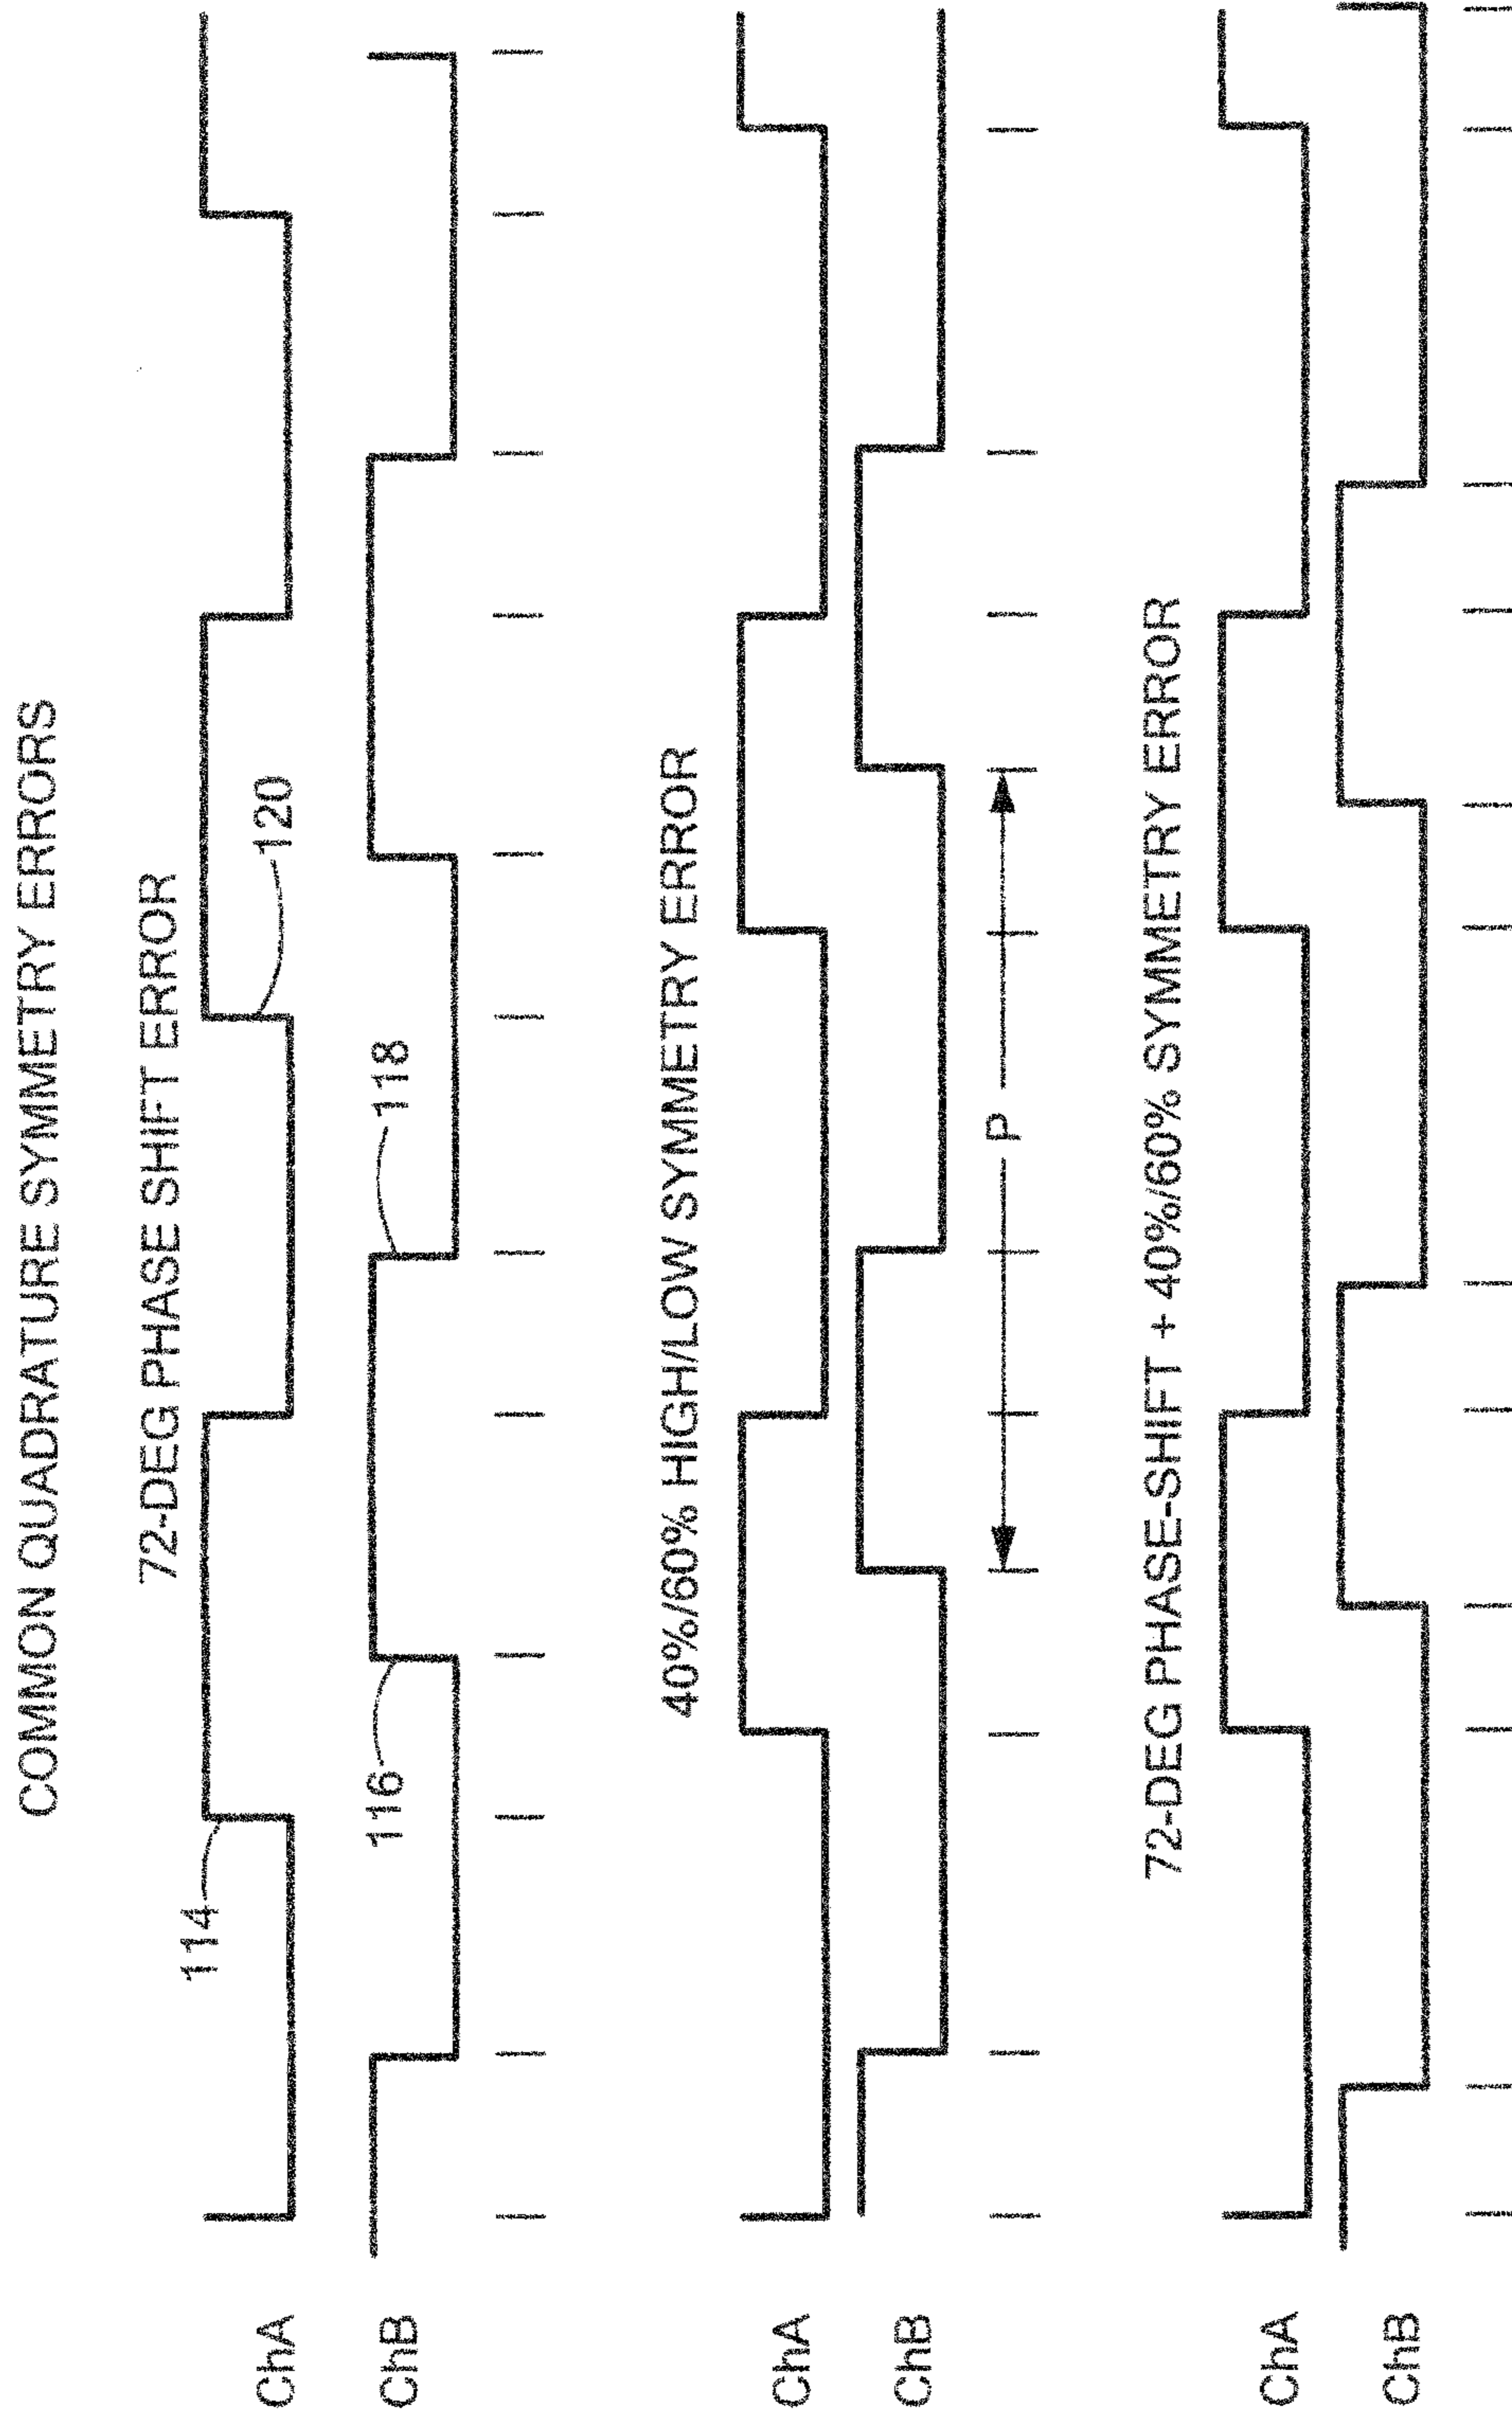 COMMON QUADRATURE SYMMETRY ERRORS
72-DEG PHASE SHIFT ERROR
114
120
ChA
116
118
ChB
40%/60% HIGH/LOW SYMMETRY ERROR
ChA
ChB
P
72-DEG PHASE-SHIFT + 40%/60% SYMMETRY ERROR
ChA
ChB